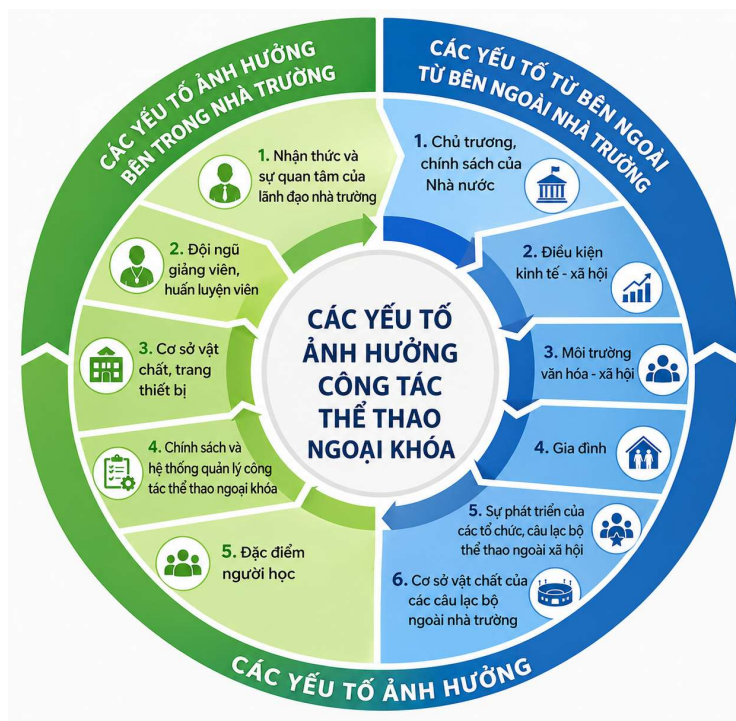 CÁC YẾU TỐ ẢNH HƯỞNG
BÊN TRONG NHÀ TRƯỜNG
1. Nhận thức và
sự quan tâm của
lãnh đạo nhà trường
2. Đội ngũ
giảng viên,
huấn luyện viên
3. Cơ sở vật
chất, trang
thiết bị
4. Chính sách và
hệ thống quản lý công
tác thể thao ngoại khóa
5. Đặc điểm
người học
CÁC YẾU TỐ TỪ BÊN NGOÀI
TỪ BÊN NGOÀI NHÀ TRƯỜNG
1. Chủ trương,
chính sách của
Nhà nước
2. Điều kiện
kinh tế - xã hội
3. Môi trường
văn hóa - xã hội
4. Gia đình
5. Sự phát triển của
các tổ chức, câu lạc bộ
thể thao ngoài xã hội
6. Cơ sở vật chất của
các câu lạc bộ
ngoài nhà trường
CÁC YẾU TỐ
ẢNH HƯỞNG
CÔNG TÁC
THỂ THAO
NGOẠI KHÓA
CÁC YẾU TỐ ẢNH HƯỞNG